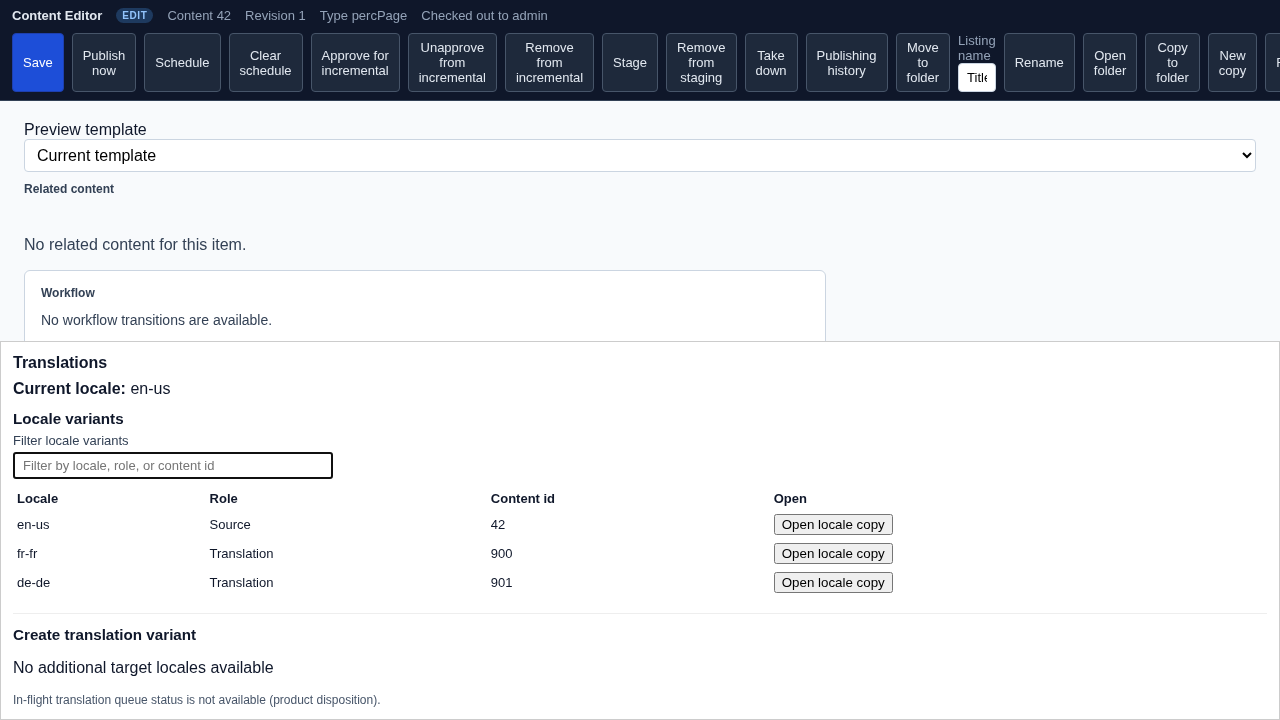 Content Editor EDIT Content 42 Revision 1 Type percPage Checked out to admin
Save
Publish
now
Schedule
Clear
schedule
Approve for
incremental
Unapprove
from
incremental
Remove
from
incremental
Stage
Remove
from
staging
Take
down
Publishing
history
Move
to
folder
Listing
name
Title
Rename
Open
folder
Copy
to
folder
New
copy
Preview template
Current template
Related content
No related content for this item.
Workflow
No workflow transitions are available.
Translations
Current locale: en-us
Locale variants
Filter locale variants
Filter by locale, role, or content id
Locale Role Content id Open
en-us Source 42 Open locale copy
fr-fr Translation 900 Open locale copy
de-de Translation 901 Open locale copy
Create translation variant
No additional target locales available
In-flight translation queue status is not available (product disposition).